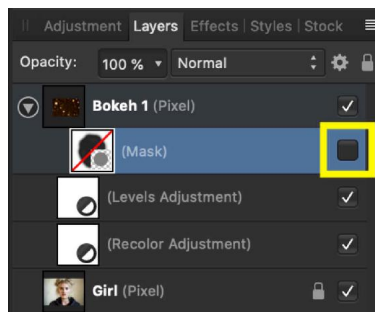 Adjustment Layers Effects Styles Stock
Opacity: 100 % Normal
Bokeh 1 (Pixel)
(Mask)
(Levels Adjustment)
(Recolor Adjustment)
Girl (Pixel)